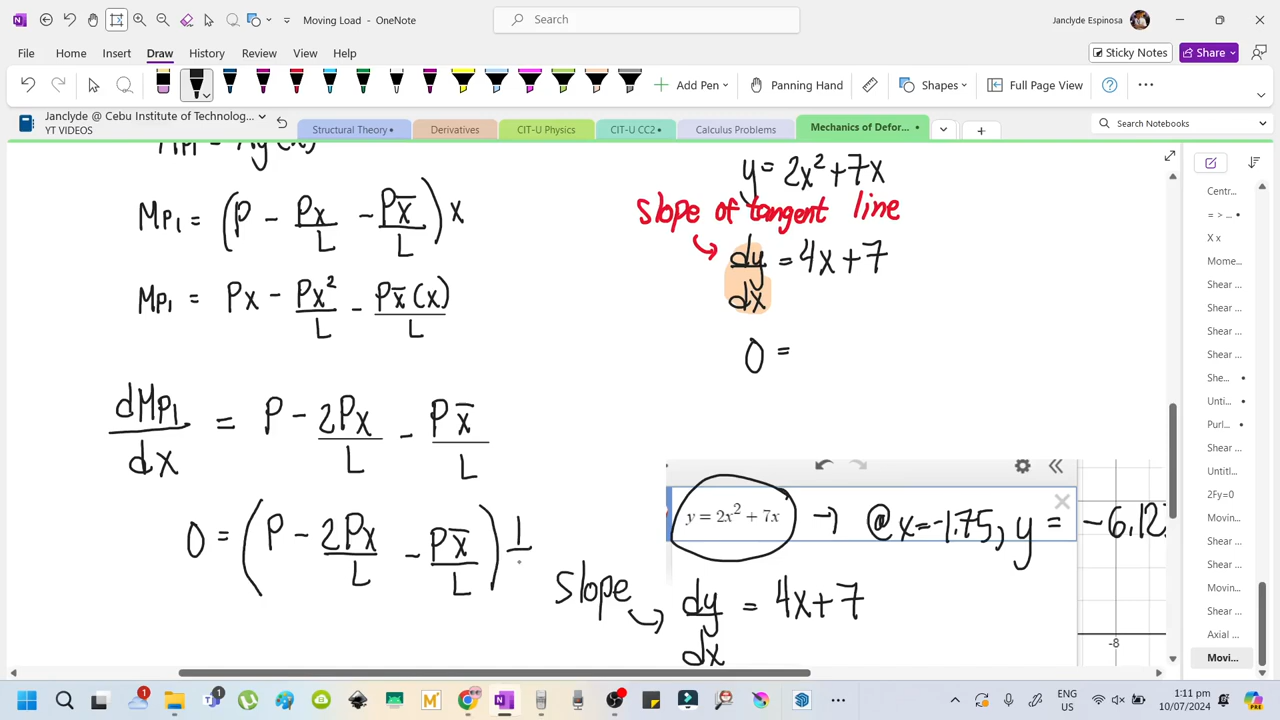 Moving Load - OneNote
Search
Janclyde Espinosa
File Home Insert Draw History Review View Help
Sticky Notes
Share
Add Pen
Panning Hand
Shapes
Full Page View
Janclyde @ Cebu Institute of Technolog...
YT VIDEOS
Structural Theory
Derivatives
CIT-U Physics
CIT-U CC2
Calculus Problems
Mechanics of Defor...
Search Notebooks
Mp1 = (P - Px/L - Px̄/L) x
Mp1 = Px - Px²/L - Px̄(x)/L
dMp1/dx = P - 2Px/L - Px̄/L
0 = (P - 2Px/L - Px̄/L) 1
y = 2x² + 7x
slope of tangent line
dy/dx = 4x + 7
0 =
y = 2x² + 7x → @ x = -1.75, y = -6.12
Slope
dy/dx = 4x + 7
-8
Centr...
= > ...
X x
Mome...
Shear ...
Shear ...
Shear ...
Shear ...
She...
Unti...
Purl...
Shear ...
Untitl...
2Fy=0
Movin...
Shear ...
Shear ...
Movin...
Shear ...
Axial ...
Movi...
ENG
US
1:11 pm
10/07/2024